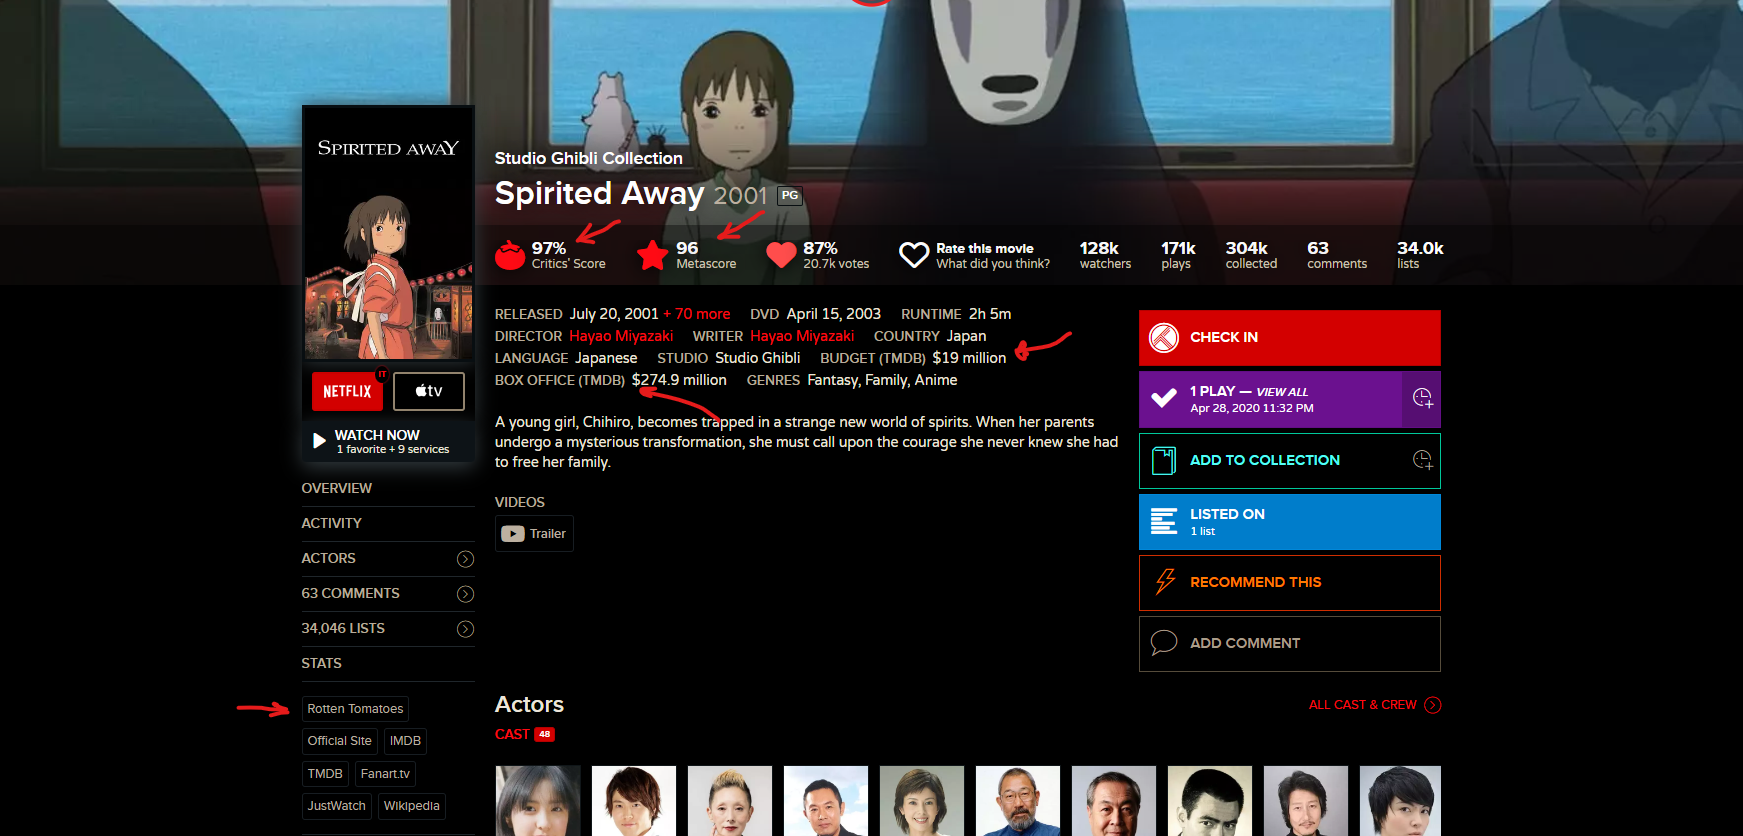 SPIRITED AWAY
Studio Ghibli Collection
Spirited Away 2001 PG
97% Critics' Score
96 Metascore
87% 20.7k votes
Rate this movie What did you think?
128k watchers
171k plays
304k collected
63 comments
34.0k lists
RELEASED July 20, 2001 + 70 more DVD April 15, 2003 RUNTIME 2h 5m
DIRECTOR Hayao Miyazaki WRITER Hayao Miyazaki COUNTRY Japan
LANGUAGE Japanese STUDIO Studio Ghibli BUDGET (TMDB) $19 million
BOX OFFICE (TMDB) $274.9 million GENRES Fantasy, Family, Anime
A young girl, Chihiro, becomes trapped in a strange new world of spirits. When her parents
undergo a mysterious transformation, she must call upon the courage she never knew she had
to free her family.
VIDEOS
Trailer
NETFLIX IT
tv
WATCH NOW
1 favorite + 9 services
OVERVIEW
ACTIVITY
ACTORS
63 COMMENTS
34,046 LISTS
STATS
Rotten Tomatoes
Official Site IMDB
TMDB Fanart.tv
JustWatch Wikipedia
CHECK IN
1 PLAY — VIEW ALL
Apr 28, 2020 11:32 PM
ADD TO COLLECTION
LISTED ON
1 list
RECOMMEND THIS
ADD COMMENT
Actors
ALL CAST & CREW
CAST 48